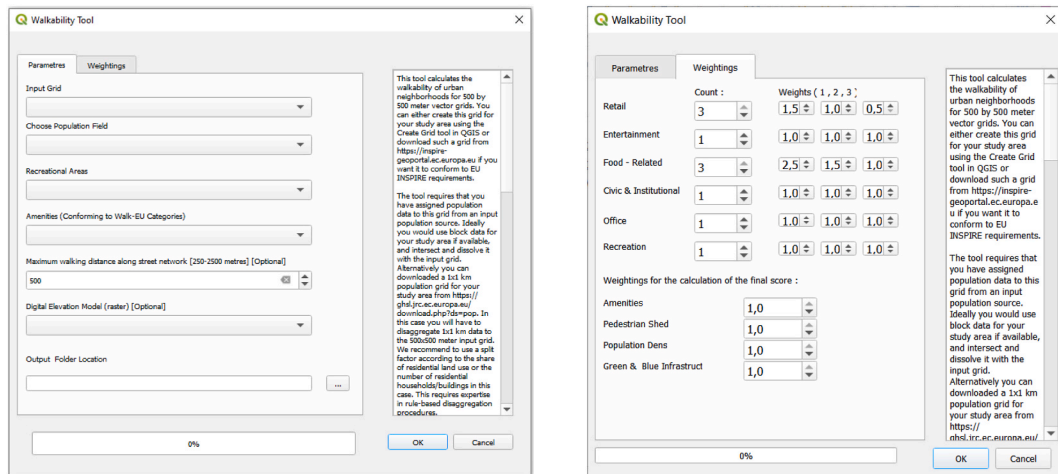 Walkability Tool
Parametres Weightings
Input Grid
Choose Population Field
Recreational Areas
Amenities (Conforming to Walk-EU Categories)
Maximum walking distance along street network [250-2500 metres] [Optional]
500
Digital Elevation Model (raster) [Optional]
Output Folder Location
...
0%
This tool calculates the
walkability of urban
neighborhoods for 500 by
500 meter vector grids. You
can either create this grid
for your study area using the
Create Grid tool in QGIS or
download such a grid from
https://inspire-
geoportal.ec.europa.eu if you
want it to conform to EU
INSPIRE requirements.
The tool requires that you
have assigned population
data to this grid from an input
population source. Ideally
you would use block data for
your study area if available,
and intersect and dissolve it
with the input grid.
Alternatively you can
downloaded a 1x1 km
population grid for your
study area from https://
ghsl.jrc.ec.europa.eu/
download.php?ds=pop. In
this case you will have to
disaggregate 1x1 km data to
the 500x500 meter input grid.
We recommend to use a split
factor according to the share
of residential land use or the
number of residential
households/buildings in this
case. This requires expertise
in rule-based disaggregation
procedures.
OK Cancel
Walkability Tool
Parametres Weightings
Count : Weights ( 1 , 2 , 3 )
Retail 3 1,5 1,0 0,5
Entertainment 1 1,0 1,0 1,0
Food - Related 3 2,5 1,5 1,0
Civic & Institutional 1 1,0 1,0 1,0
Office 1 1,0 1,0 1,0
Recreation 1 1,0 1,0 1,0
Weightings for the calculation of the final score :
Amenities 1,0
Pedestrian Shed 1,0
Population Dens 1,0
Green & Blue Infrastruct 1,0
0%
This tool calculates
the walkability of
urban neighborhoods
for 500 by 500 meter
vector grids. You can
either create this grid
for your study area
using the Create Grid
tool in QGIS or
download such a grid
from https://inspire-
geoportal.ec.europa.e
u if you want it to
conform to EU
INSPIRE requirements.
The tool requires that
you have assigned
population data to this
grid from an input
population source.
Ideally you would use
block data for your
study area if available,
and intersect and
dissolve it with the
input grid.
Alternatively you can
downloaded a 1x1 km
population grid for
your study area from
https://
ghsl.jrc.ec.europa.eu/
OK Cancel